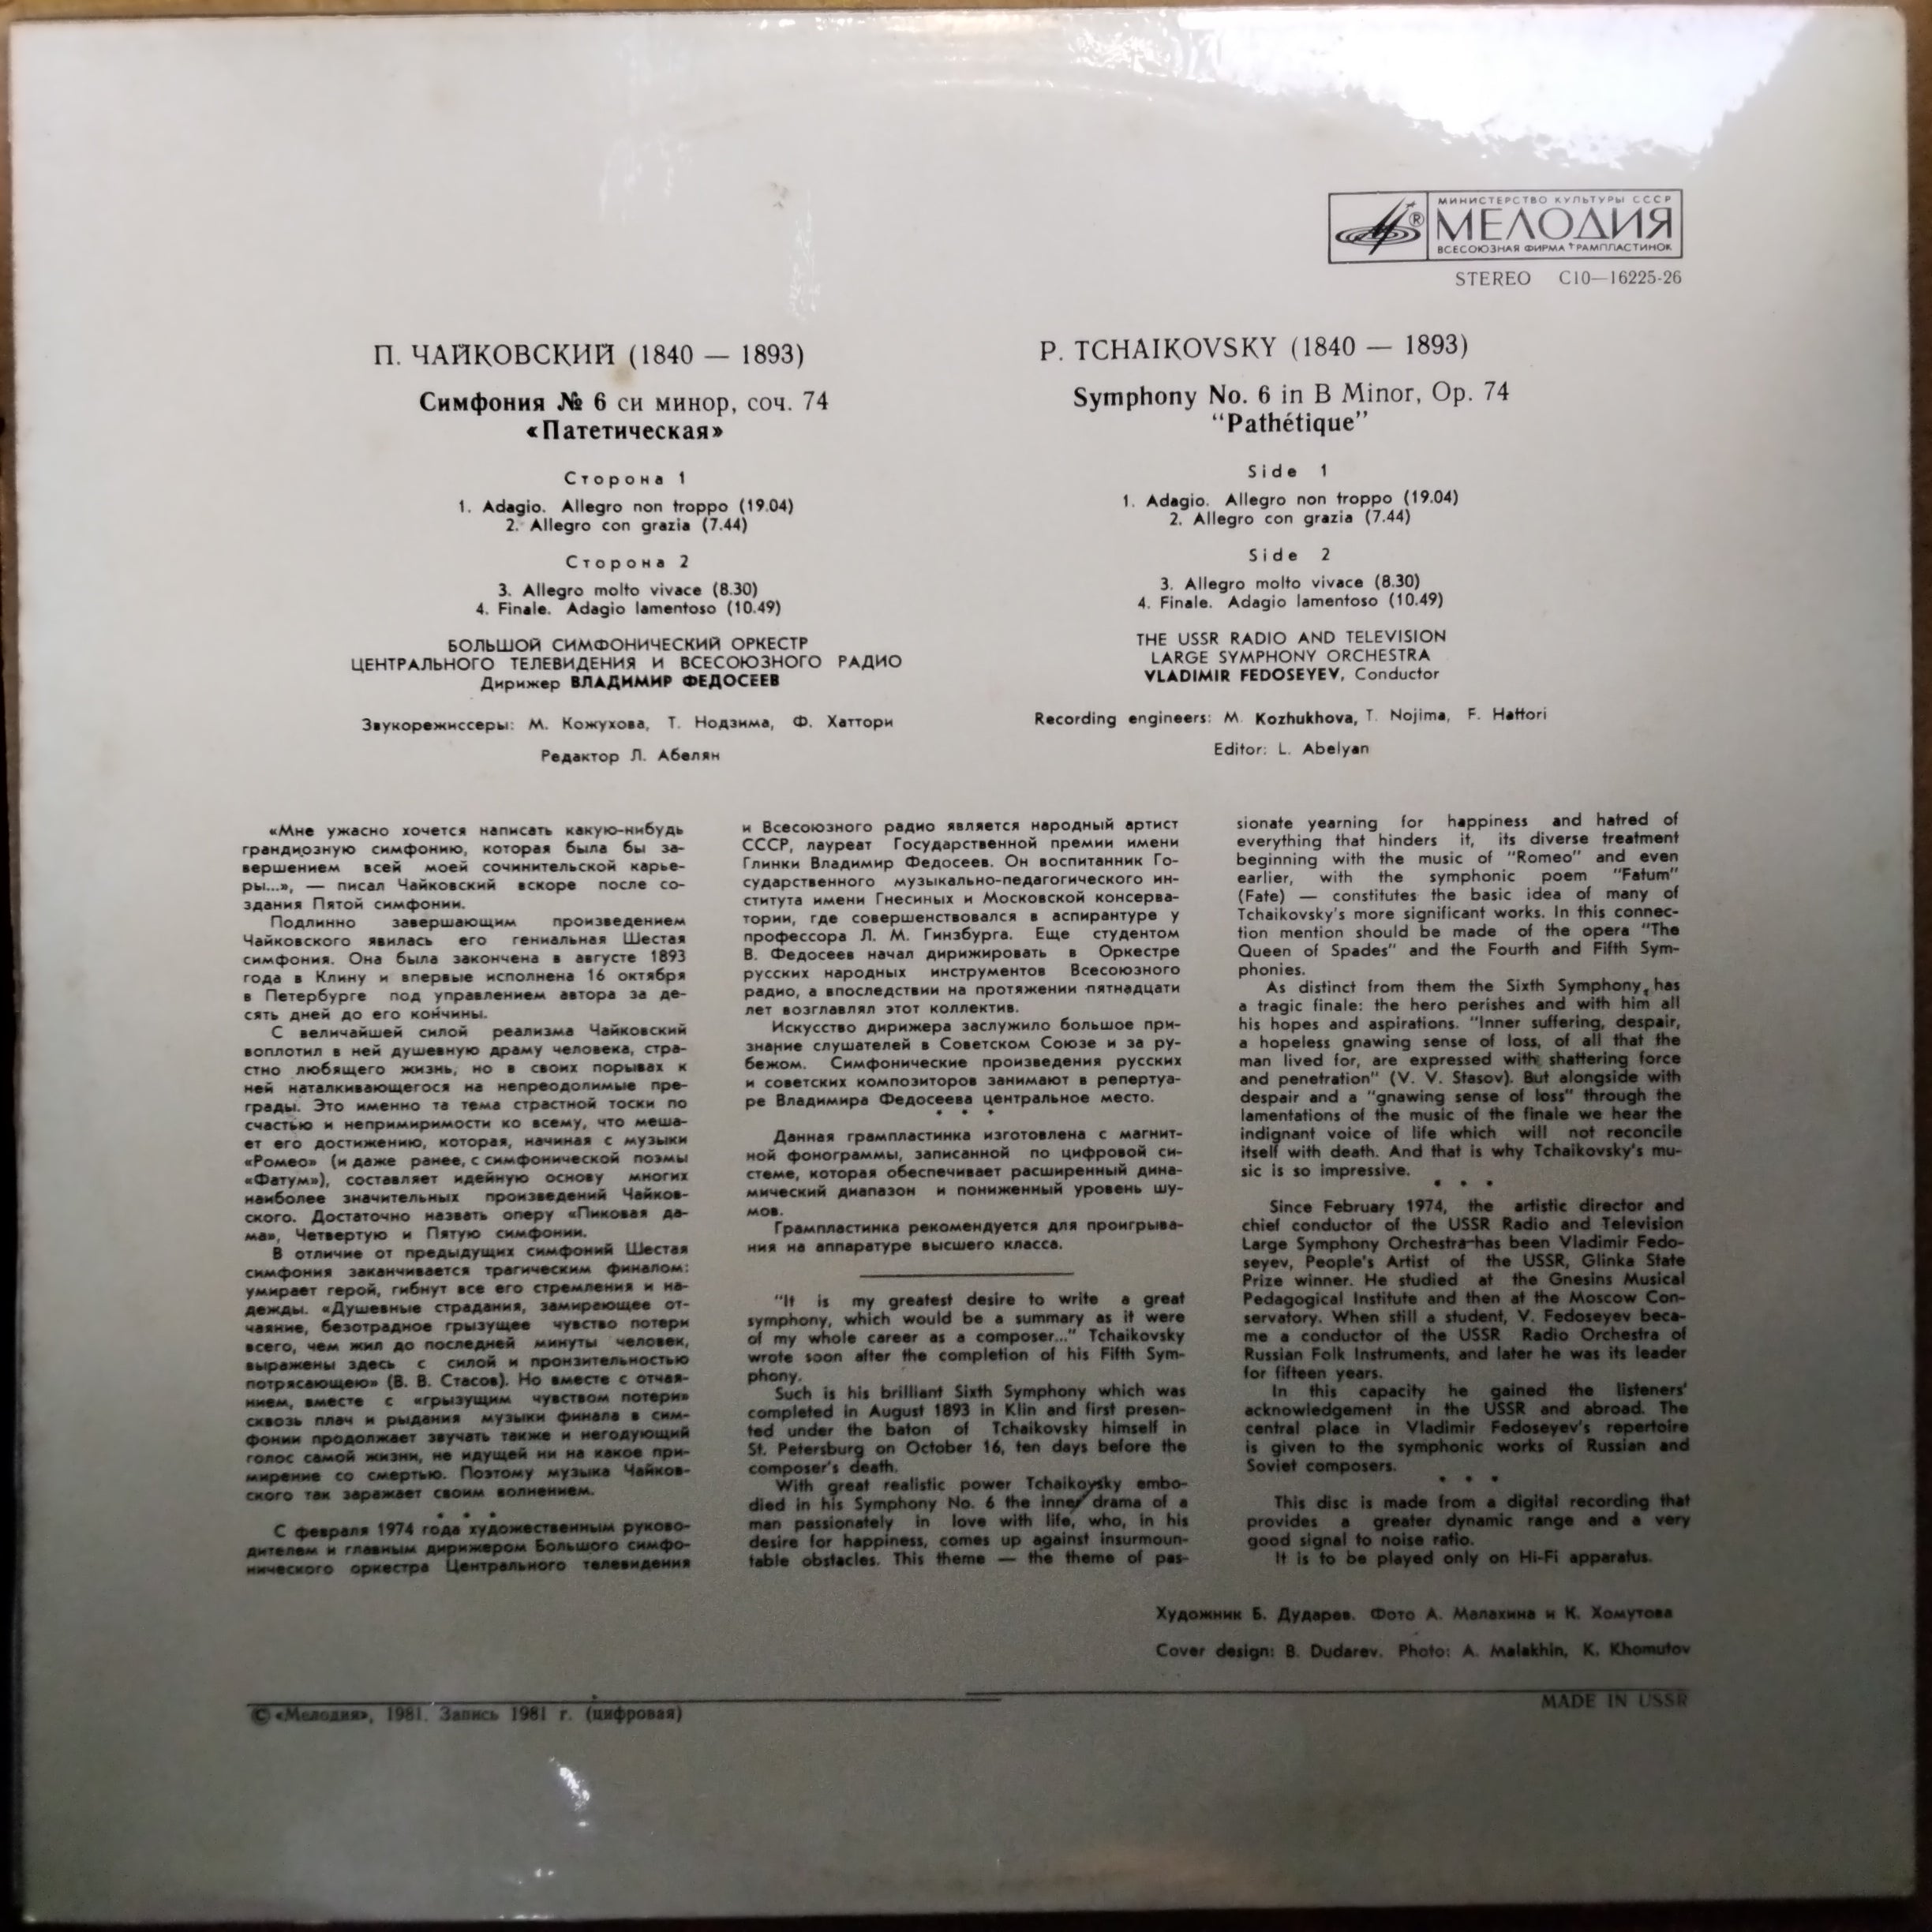 МИНИСТЕРСТВО КУЛЬТУРЫ СССР
МЕЛОДИЯ
ВСЕСОЮЗНАЯ ФИРМА ГРАМПЛАСТИНОК
STEREO С10—16225-26
П. ЧАЙКОВСКИЙ (1840 — 1893)
Симфония № 6 си минор, соч. 74
«Патетическая»
Сторона 1
1. Adagio. Allegro non troppo (19.04)
2. Allegro con grazia (7.44)
Сторона 2
3. Allegro molto vivace (8.30)
4. Finale. Adagio lamentoso (10.49)
БОЛЬШОЙ СИМФОНИЧЕСКИЙ ОРКЕСТР
ЦЕНТРАЛЬНОГО ТЕЛЕВИДЕНИЯ И ВСЕСОЮЗНОГО РАДИО
Дирижер ВЛАДИМИР ФЕДОСЕЕВ
Звукорежиссеры: М. Кожухова, Т. Нодзима, Ф. Хаттори
Редактор Л. Абелян
P. TCHAIKOVSKY (1840 — 1893)
Symphony No. 6 in B Minor, Op. 74
“Pathétique”
Side 1
1. Adagio. Allegro non troppo (19.04)
2. Allegro con grazia (7.44)
Side 2
3. Allegro molto vivace (8.30)
4. Finale. Adagio lamentoso (10.49)
THE USSR RADIO AND TELEVISION
LARGE SYMPHONY ORCHESTRA
VLADIMIR FEDOSEYEV, Conductor
Recording engineers: M. Kozhukhova, T. Nojima, F. Hattori
Editor: L. Abelyan
«Мне ужасно хочется написать какую-нибудь
грандиозную симфонию, которая была бы за-
вершением всей моей сочинительской карье-
ры...», — писал Чайковский вскоре после со-
здания Пятой симфонии.
Подлинно завершающим произведением
Чайковского явилась его гениальная Шестая
симфония. Она была закончена в августе 1893
года в Клину и впервые исполнена 16 октября
в Петербурге под управлением автора за де-
сять дней до его кончины.
С величайшей силой реализма Чайковский
воплотил в ней душевную драму человека, стра-
стно любящего жизнь, но в своих порывах к
ней наталкивающегося на непреодолимые пре-
грады. Это именно та тема страстной тоски по
счастью и непримиримости ко всему, что меша-
ет его достижению, которая, начиная с музыки
«Ромео» (и даже ранее, с симфонической поэмы
«Фатум»), составляет идейную основу многих
наиболее значительных произведений Чайков-
ского. Достаточно назвать оперу «Пиковая да-
ма», Четвертую и Пятую симфонии.
В отличие от предыдущих симфоний Шестая
симфония заканчивается трагическим финалом:
умирает герой, гибнут все его стремления и на-
дежды. «Душевные страдания, замирающее от-
чаяние, безотрадное грызущее чувство потери
всего, чем жил до последней минуты человек,
выражены здесь с силой и пронзительностью
потрясающею» (В. В. Стасов). Но вместе с отчая-
нием, вместе с «грызущим чувством потери»
сквозь плач и рыдания музыки финала в сим-
фонии продолжает звучать также и негодующий
голос самой жизни, не идущей ни на какое при-
мирение со смертью. Поэтому музыка Чайков-
ского так заражает своим волнением.
* * *
С февраля 1974 года художественным руково-
дителем и главным дирижером Большого симфо-
нического оркестра Центрального телевидения
и Всесоюзного радио является народный артист
СССР, лауреат Государственной премии имени
Глинки Владимир Федосеев. Он воспитанник Го-
сударственного музыкально-педагогического ин-
ститута имени Гнесиных и Московской консерва-
тории, где совершенствовался в аспирантуре у
профессора Л. М. Гинзбурга. Еще студентом
В. Федосеев начал дирижировать в Оркестре
русских народных инструментов Всесоюзного
радио, а впоследствии на протяжении пятнадцати
лет возглавлял этот коллектив.
Искусство дирижера заслужило большое при-
знание слушателей в Советском Союзе и за ру-
бежом. Симфонические произведения русских
и советских композиторов занимают в репертуа-
ре Владимира Федосеева центральное место.
* * *
Данная грампластинка изготовлена с магнит-
ной фонограммы, записанной по цифровой си-
стеме, которая обеспечивает расширенный дина-
мический диапазон и пониженный уровень шу-
мов.
Грампластинка рекомендуется для проигрыва-
ния на аппаратуре высшего класса.
“It is my greatest desire to write a great
symphony, which would be a summary as it were
of my whole career as a composer...” Tchaikovsky
wrote soon after the completion of his Fifth Sym-
phony.
Such is his brilliant Sixth Symphony which was
completed in August 1893 in Klin and first presen-
ted under the baton of Tchaikovsky himself in
St. Petersburg on October 16, ten days before the
composer's death.
With great realistic power Tchaikovsky embo-
died in his Symphony No. 6 the inner drama of a
man passionately in love with life, who, in his
desire for happiness, comes up against insurmoun-
table obstacles. This theme — the theme of pas-
sionate yearning for happiness and hatred of
everything that hinders it, its diverse treatment
beginning with the music of “Romeo” and even
earlier, with the symphonic poem “Fatum”
(Fate) — constitutes the basic idea of many of
Tchaikovsky's more significant works. In this connec-
tion mention should be made of the opera “The
Queen of Spades” and the Fourth and Fifth Sym-
phonies.
As distinct from them the Sixth Symphony has
a tragic finale: the hero perishes and with him all
his hopes and aspirations. “Inner suffering, despair,
a hopeless gnawing sense of loss, of all that the
man lived for, are expressed with shattering force
and penetration” (V. V. Stasov). But alongside with
despair and a “gnawing sense of loss” through the
lamentations of the music of the finale we hear the
indignant voice of life which will not reconcile
itself with death. And that is why Tchaikovsky's mu-
sic is so impressive.
* * *
Since February 1974, the artistic director and
chief conductor of the USSR Radio and Television
Large Symphony Orchestra has been Vladimir Fedo-
seyev, People's Artist of the USSR, Glinka State
Prize winner. He studied at the Gnesins Musical
Pedagogical Institute and then at the Moscow Con-
servatory. When still a student, V. Fedoseyev beca-
me a conductor of the USSR Radio Orchestra of
Russian Folk Instruments, and later he was its leader
for fifteen years.
In this capacity he gained the listeners'
acknowledgement in the USSR and abroad. The
central place in Vladimir Fedoseyev's repertoire
is given to the symphonic works of Russian and
Soviet composers.
* * *
This disc is made from a digital recording that
provides a greater dynamic range and a very
good signal to noise ratio.
It is to be played only on Hi-Fi apparatus.
Художник Б. Дударев. Фото А. Малахина и К. Хомутова
Cover design: B. Dudarev. Photo: A. Malakhin, K. Khomutov
© «Мелодия», 1981. Запись 1981 г. (цифровая)
MADE IN USSR